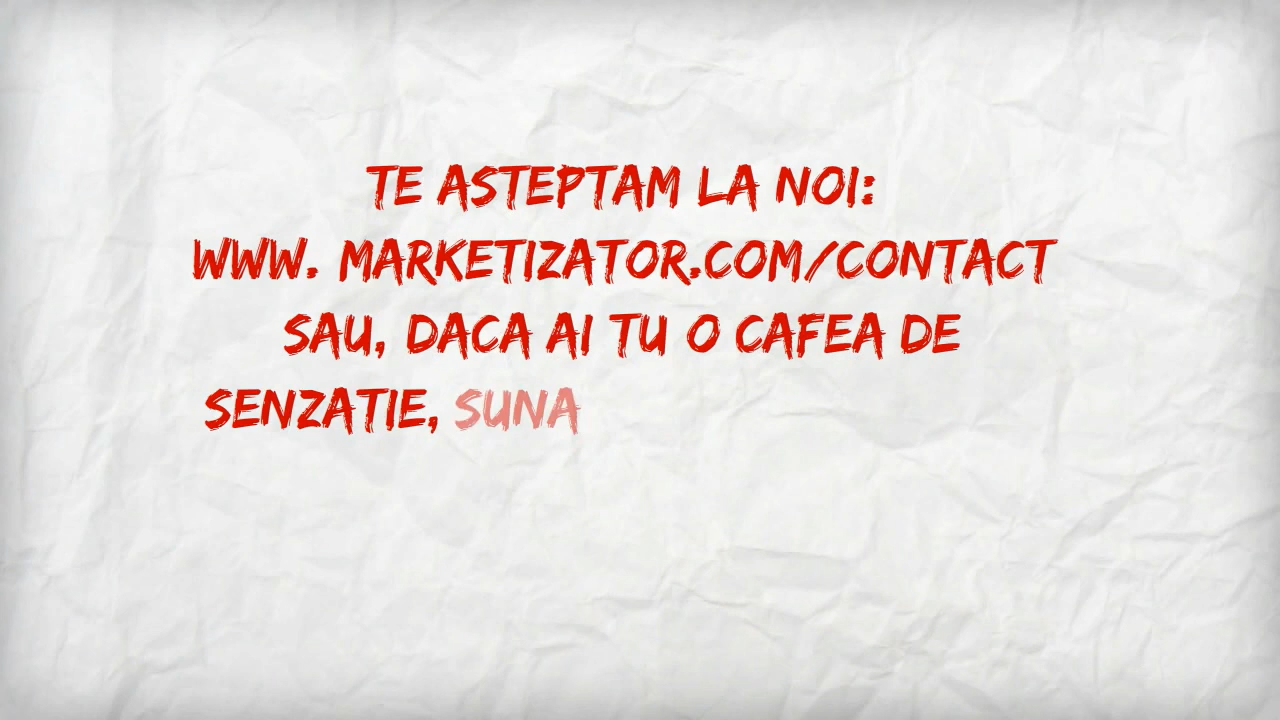 TE ASTEPTAM LA NOI:
WWW. MARKETIZATOR.COM/CONTACT
SAU, DACA AI TU O CAFEA DE
SENZATIE, SUNA